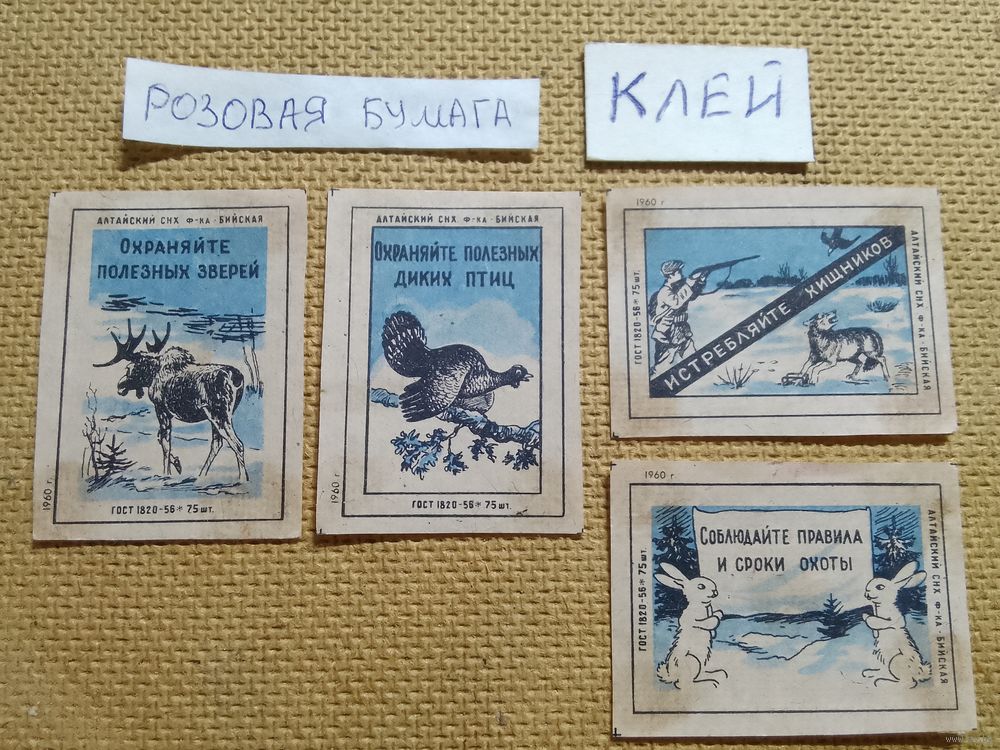 РОЗОВАЯ БУМАГА
КЛЕЙ
АЛТАЙСКИЙ СНХ Ф-КА-БИЙСКАЯ
ОХРАНЯЙТЕ
ПОЛЕЗНЫХ ЗВЕРЕЙ
1960 г.
ГОСТ 1820-56* 75 шт.
АЛТАЙСКИЙ СНХ Ф-КА-БИЙСКАЯ
ОХРАНЯЙТЕ ПОЛЕЗНЫХ
ДИКИХ ПТИЦ
1960 г.
ГОСТ 1820-56* 75 шт.
1960 г
ГОСТ 1820-56* 75 шт.
ИСТРЕБЛЯЙТЕ ХИЩНИКОВ
АЛТАЙСКИЙ СНХ Ф-КА-БИЙСКАЯ
1960 г.
ГОСТ 1820-56* 75 шт.
СОБЛЮДАЙТЕ ПРАВИЛА
И СРОКИ ОХОТЫ
АЛТАЙСКИЙ СНХ Ф-КА-БИЙСКАЯ